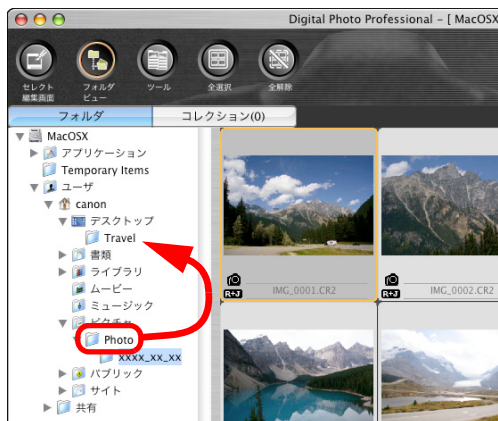 Digital Photo Professional – [ MacOSX
セレクト
編集画面
フォルダ
ビュー
ツール
全選択
全解除
フォルダ
コレクション(0)
MacOSX
アプリケーション
Temporary Items
ユーザ
canon
デスクトップ
Travel
書類
ライブラリ
ムービー
ミュージック
ピクチャ
Photo
xxxx_xx_xx
パブリック
サイト
共有
R+J
IMG_0001.CR2
R+J
IMG_0002.CR2